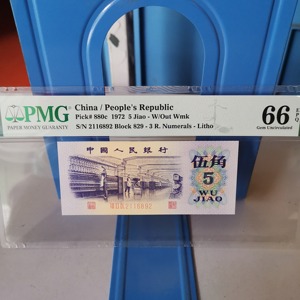 PMG
PAPER MONEY GUARANTY
China / People's Republic
Pick# 880c 1972 5 Jiao - W/Out Wmk
S/N 2116892 Block 829 - 3 R. Numerals - Litho
66 EPQ
Gem Uncirculated
中國人民銀行
伍角
5
WU
JIAO
2116892